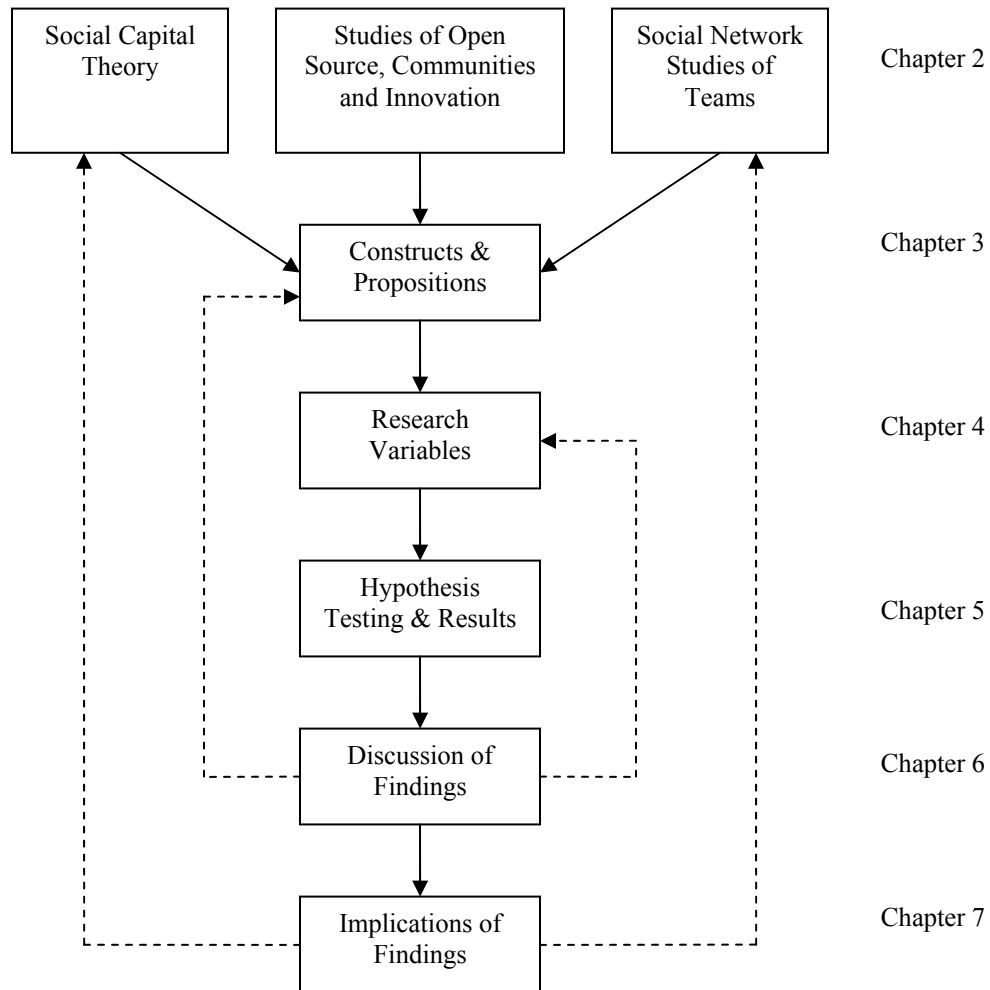 Social Capital
Theory
Studies of Open
Source, Communities
and Innovation
Social Network
Studies of
Teams
Chapter 2
Constructs &
Propositions
Chapter 3
Research
Variables
Chapter 4
Hypothesis
Testing & Results
Chapter 5
Discussion of
Findings
Chapter 6
Implications of
Findings
Chapter 7